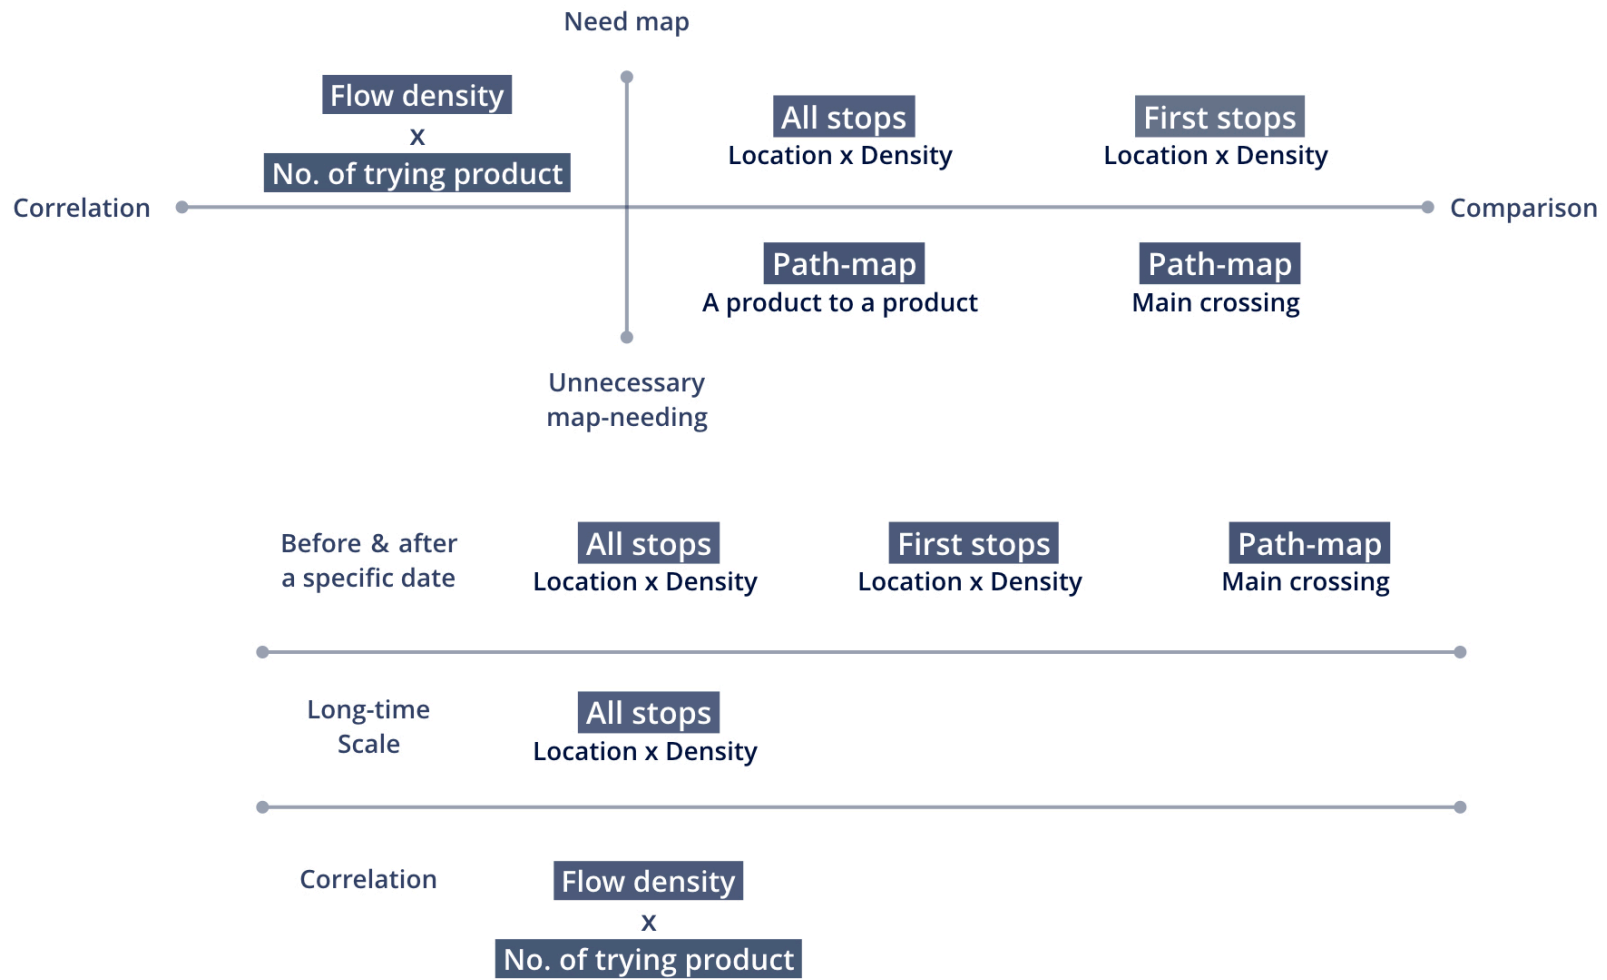 Need map
Flow density
x
No. of trying product
All stops
Location x Density
First stops
Location x Density
Correlation
Comparison
Path-map
A product to a product
Path-map
Main crossing
Unnecessary
map-needing
Before & after
a specific date
All stops
Location x Density
First stops
Location x Density
Path-map
Main crossing
Long-time
Scale
All stops
Location x Density
Correlation
Flow density
x
No. of trying product